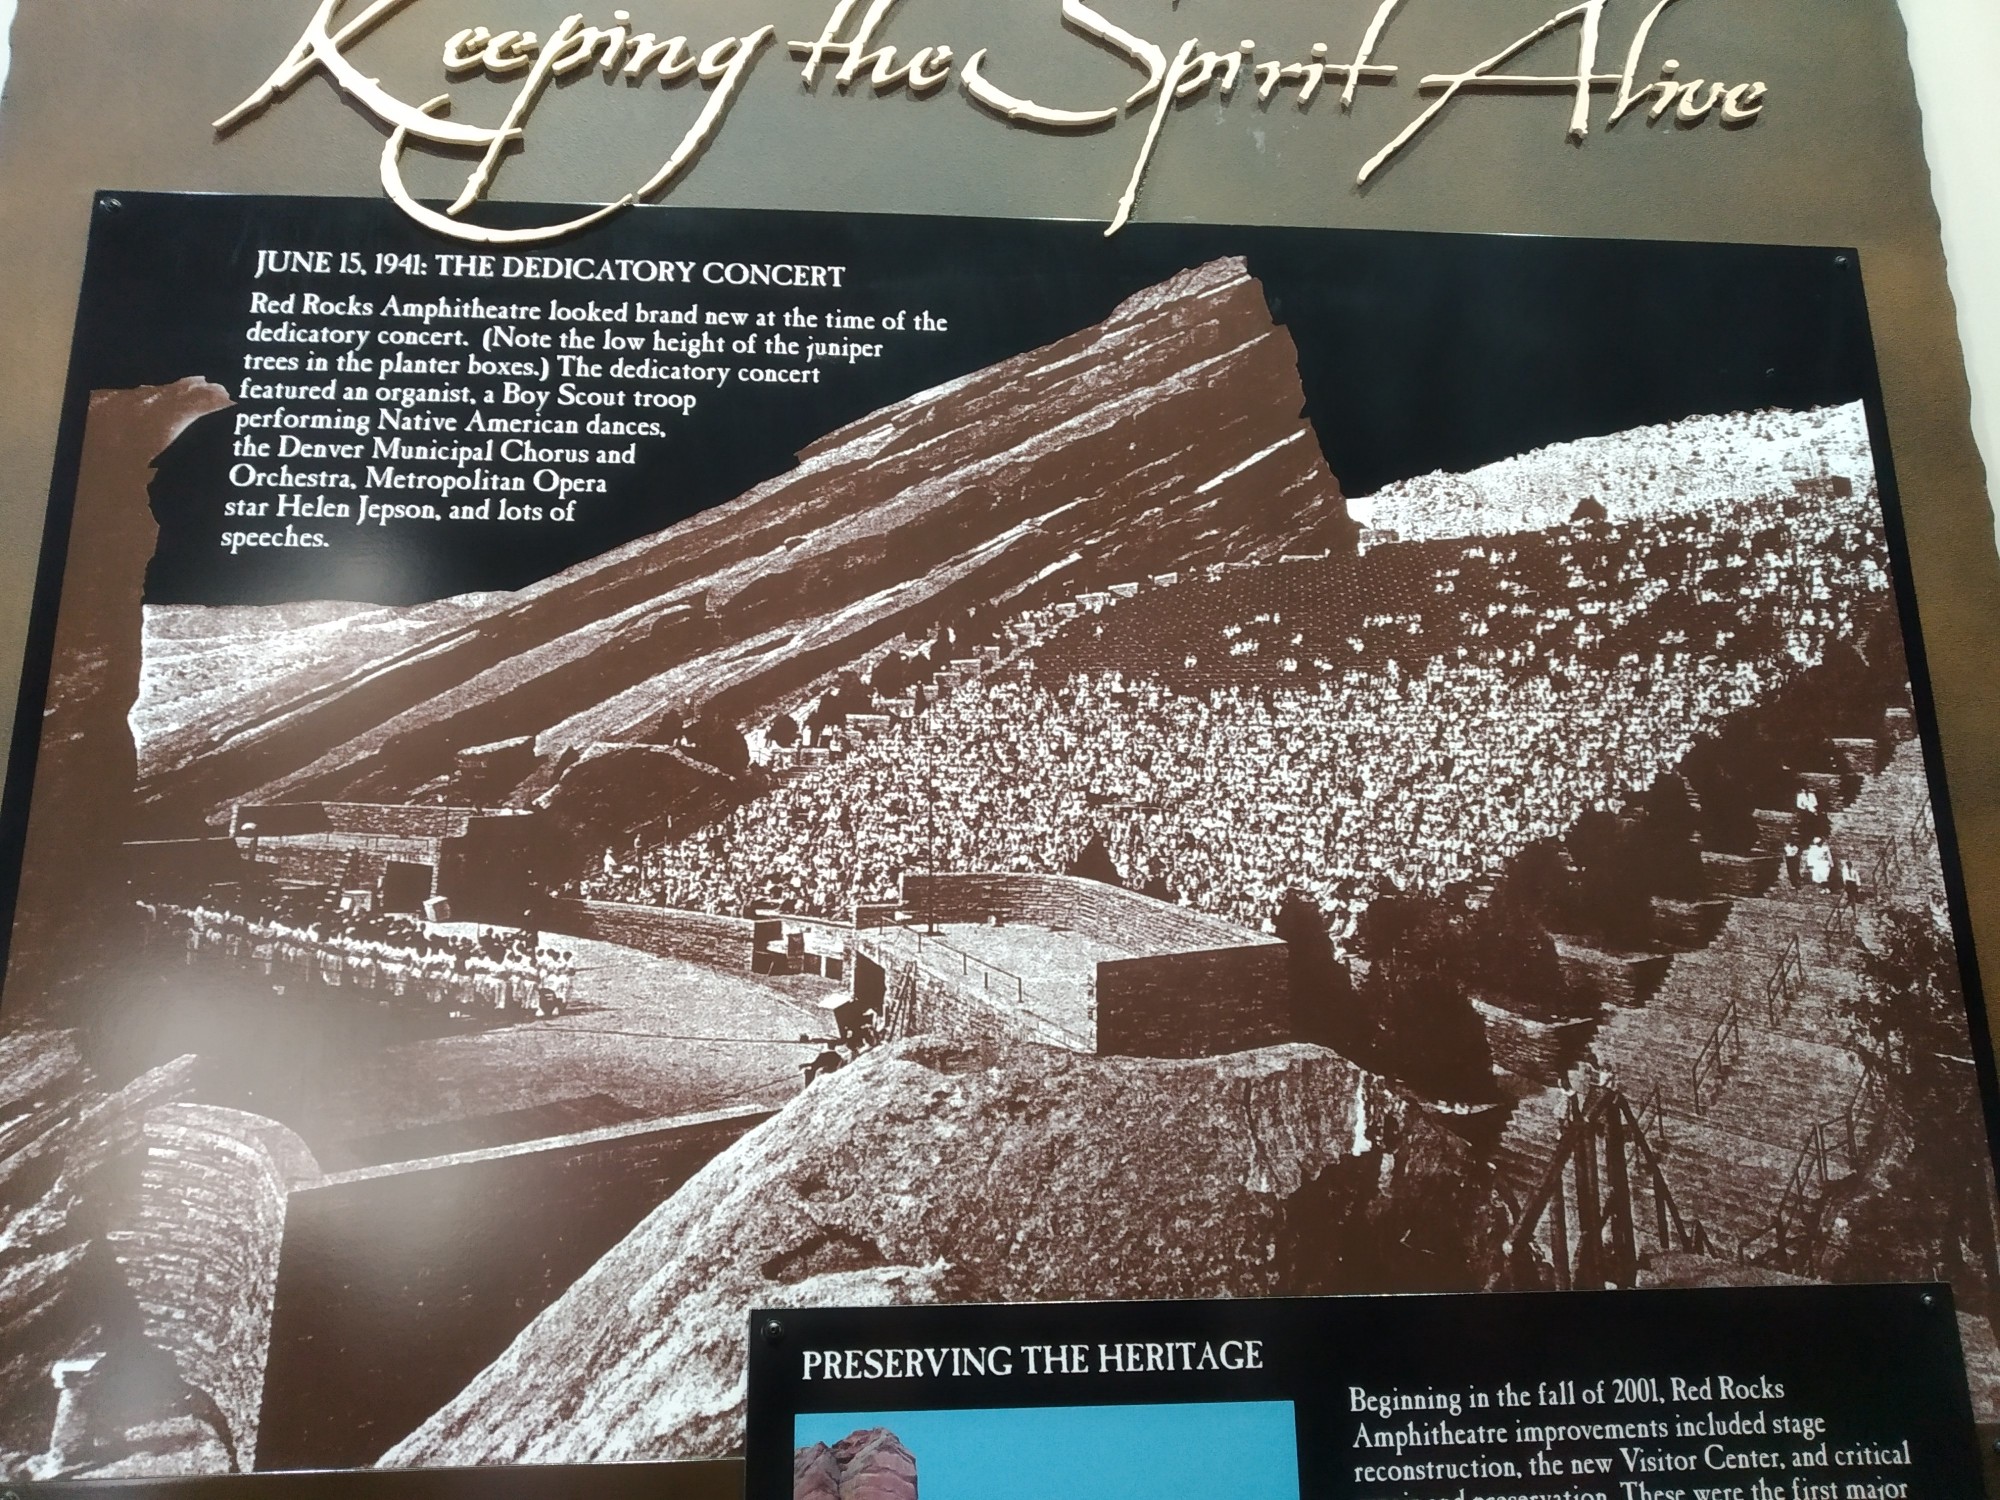 Keeping the Spirit Alive
JUNE 15, 1941: THE DEDICATORY CONCERT
Red Rocks Amphitheatre looked brand new at the time of the
dedicatory concert. (Note the low height of the juniper
trees in the planter boxes.) The dedicatory concert
featured an organist, a Boy Scout troop
performing Native American dances,
the Denver Municipal Chorus and
Orchestra, Metropolitan Opera
star Helen Jepson, and lots of
speeches.
PRESERVING THE HERITAGE
Beginning in the fall of 2001, Red Rocks
Amphitheatre improvements included stage
reconstruction, the new Visitor Center, and critical
preservation. These were the first major